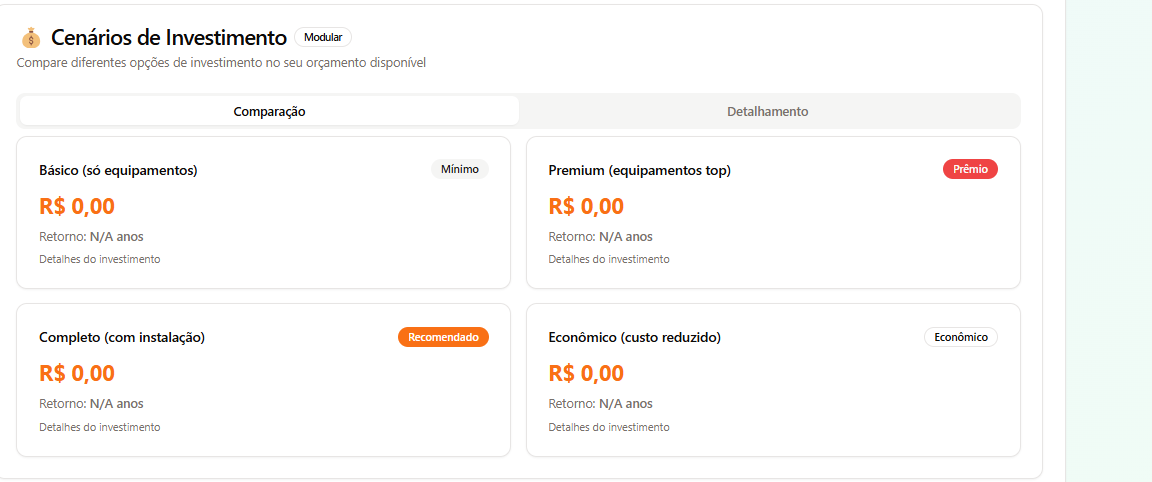 Cenários de Investimento Modular
Compare diferentes opções de investimento no seu orçamento disponível
Comparação Detalhamento
Básico (só equipamentos) Mínimo
R$ 0,00
Retorno: N/A anos
Detalhes do investimento
Premium (equipamentos top) Prêmio
R$ 0,00
Retorno: N/A anos
Detalhes do investimento
Completo (com instalação) Recomendado
R$ 0,00
Retorno: N/A anos
Detalhes do investimento
Econômico (custo reduzido) Econômico
R$ 0,00
Retorno: N/A anos
Detalhes do investimento